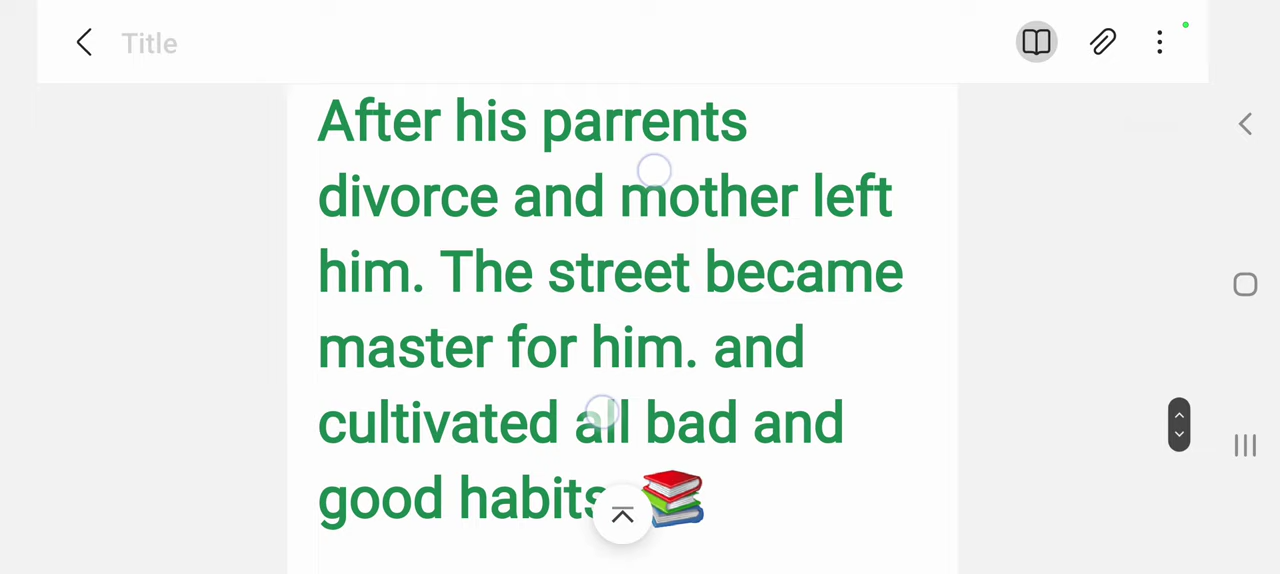 Title
After his parrents
divorce and mother left
him. The street became
master for him. and
cultivated all bad and
good habits 📚